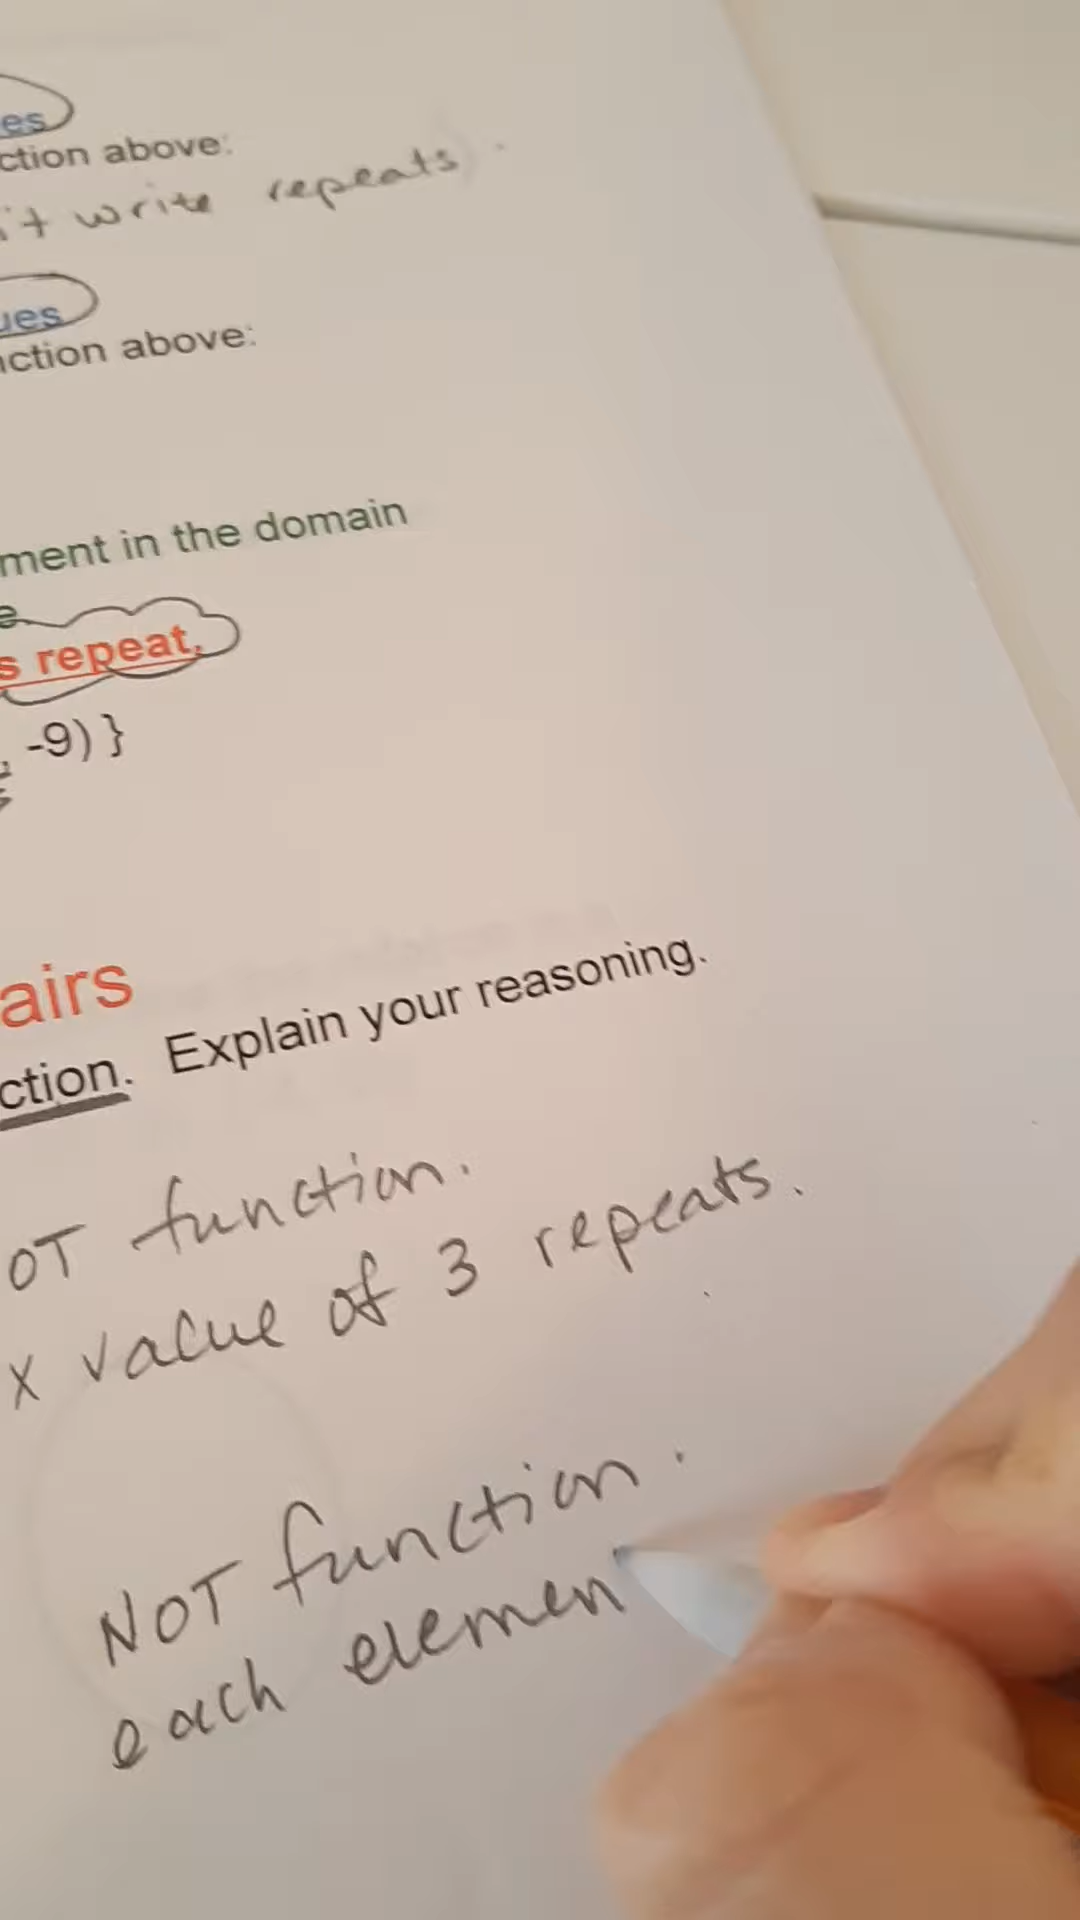 es
ction above:
't write repeats).
ues
nction above:
ment in the domain
e
s repeat.
, -9) }
airs
ction. Explain your reasoning.
OT function.
x value of 3 repeats.
NOT function.
each elemen